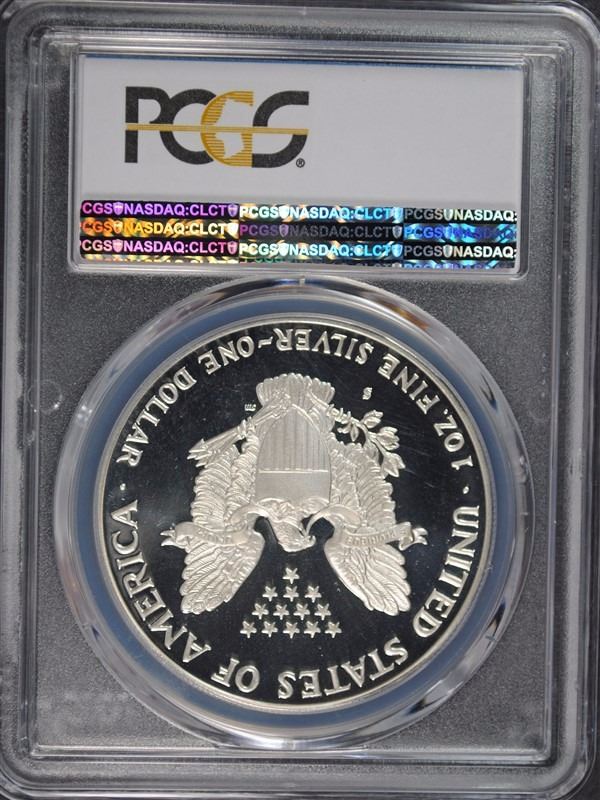 PCGS®
CGS NASDAQ:CLCT PCGS NASDAQ:CLCT PCGS NASDAQ:
CGS NASDAQ:CLCT PCGS NASDAQ:CLCT PCGS NASDAQ:
CGS NASDAQ:CLCT PCGS NASDAQ:CLCT PCGS NASDAQ:
UNITED STATES OF AMERICA
1 OZ. FINE SILVER~ONE DOLLAR
S